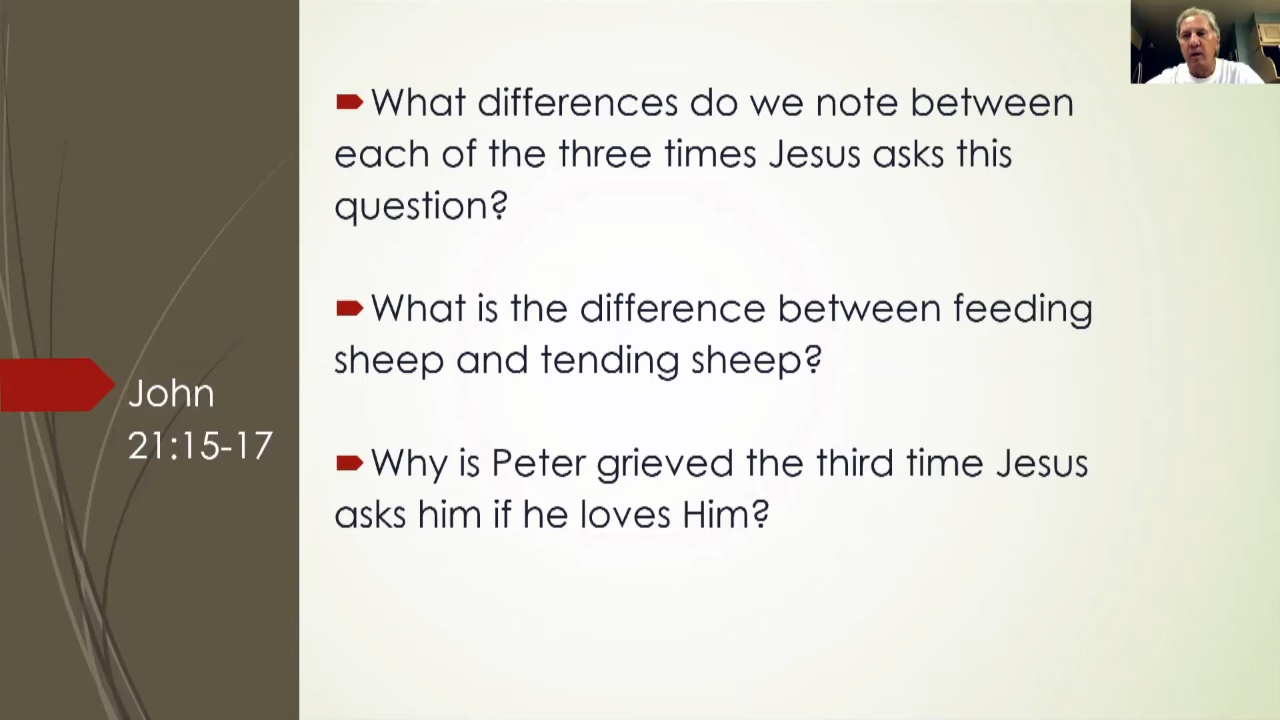 What differences do we note between
each of the three times Jesus asks this
question?
What is the difference between feeding
sheep and tending sheep?
John
21:15-17
Why is Peter grieved the third time Jesus
asks him if he loves Him?